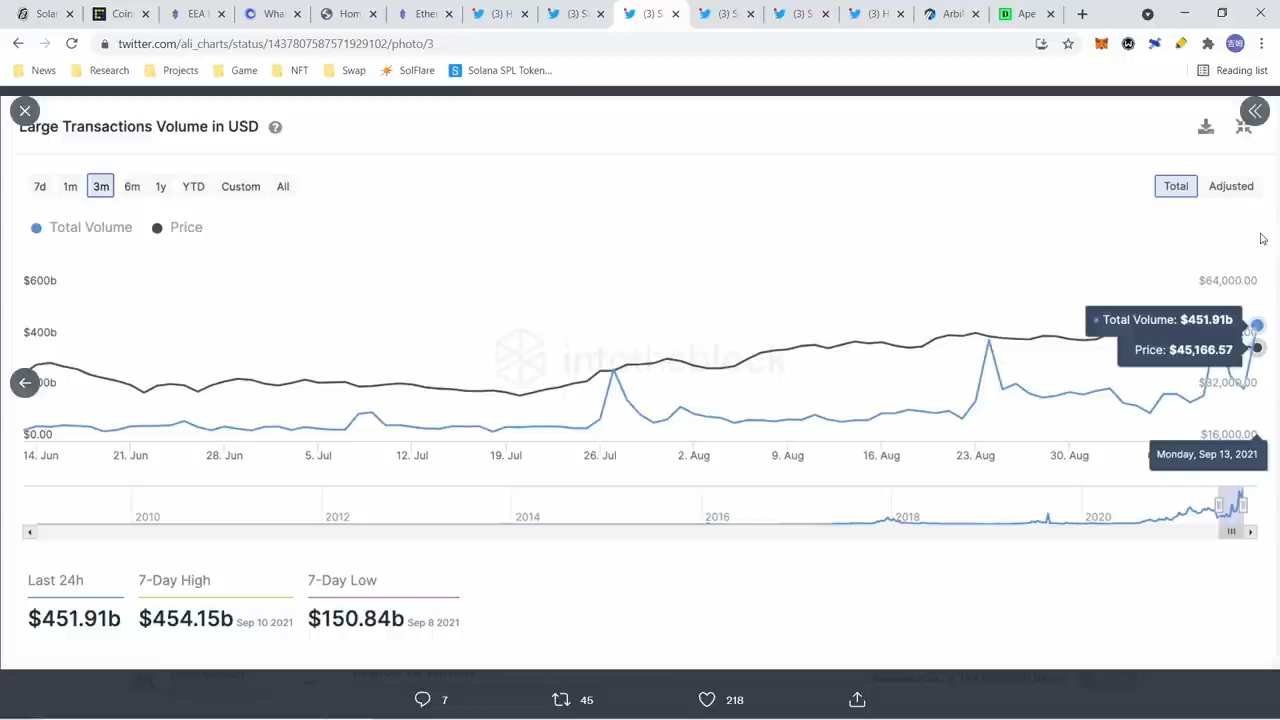 Solar
Coin
EEA
Wha
Hom
Ether
(3) H
(3) S
(3) S
(3) S
(3) S
(3) H
Arbi
Ape
twitter.com/ali_charts/status/1437807587571929102/photo/3
News Research Projects Game NFT Swap SolFlare Solana SPL Token... Reading list
Large Transactions Volume in USD
7d 1m 3m 6m 1y YTD Custom All Total Adjusted
Total Volume Price
$600b $64,000.00
$400b
Total Volume: $451.91b
Price: $45,166.57
intotheblock
$32,000.00
$0.00 $16,000.00
14. Jun 21. Jun 28. Jun 5. Jul 12. Jul 19. Jul 26. Jul 2. Aug 9. Aug 16. Aug 23. Aug 30. Aug
Monday, Sep 13, 2021
2010 2012 2014 2016 2018 2020
Last 24h 7-Day High 7-Day Low
$451.91b $454.15b Sep 10 2021 $150.84b Sep 8 2021
7 45 218